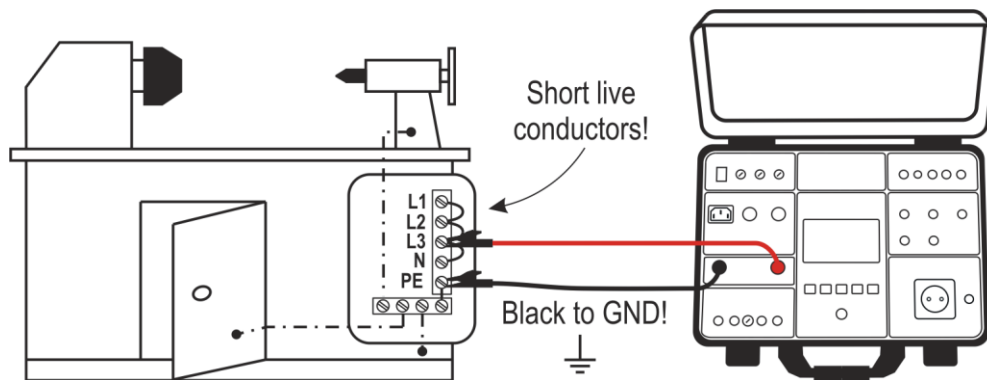 Short live
conductors!
L1
L2
L3
N
PE
Black to GND!